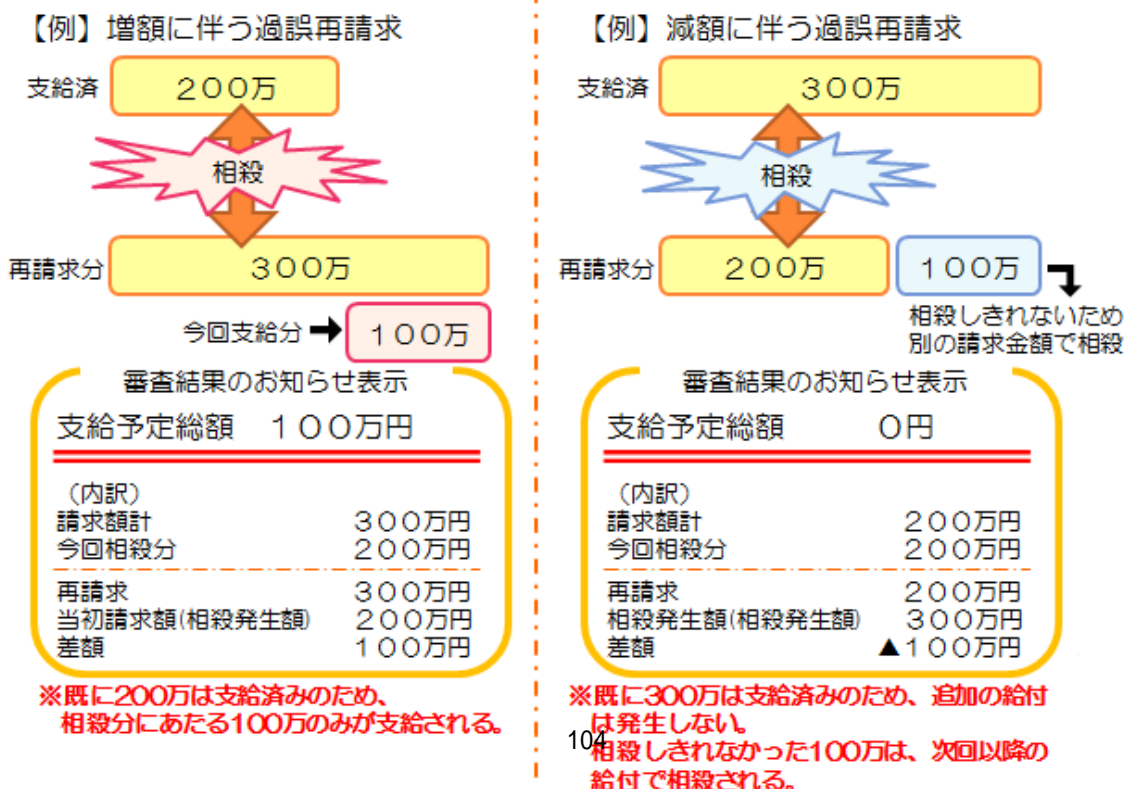 【例】増額に伴う過誤再請求
支給済
200万
相殺
再請求分
300万
今回支給分➡
100万
審査結果のお知らせ表示
支給予定総額 100万円
（内訳）
請求額計 300万円
今回相殺分 200万円
再請求 300万円
当初請求額(相殺発生額) 200万円
差額 100万円
※既に200万は支給済みのため、
相殺分にあたる100万のみが支給される。
【例】減額に伴う過誤再請求
支給済
300万
相殺
再請求分
200万
100万
相殺しきれないため
別の請求金額で相殺
審査結果のお知らせ表示
支給予定総額 0円
（内訳）
請求額計 200万円
今回相殺分 200万円
再請求 200万円
相殺発生額(相殺発生額) 300万円
差額 ▲100万円
※既に300万は支給済みのため、追加の給付
は発生しない。
相殺しきれなかった100万は、次回以降の
給付で相殺される。
104